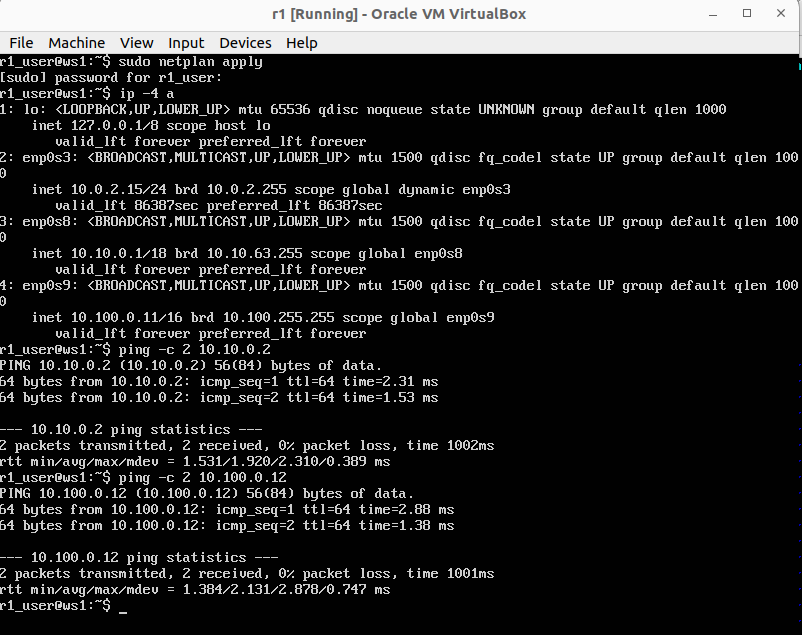 r1 [Running] - Oracle VM VirtualBox
File Machine View Input Devices Help
r1_user@ws1:~$ sudo netplan apply
[sudo] password for r1_user:
r1_user@ws1:~$ ip -4 a
1: lo: <LOOPBACK,UP,LOWER_UP> mtu 65536 qdisc noqueue state UNKNOWN group default qlen 1000
    inet 127.0.0.1/8 scope host lo
       valid_lft forever preferred_lft forever
2: enp0s3: <BROADCAST,MULTICAST,UP,LOWER_UP> mtu 1500 qdisc fq_codel state UP group default qlen 100
0
    inet 10.0.2.15/24 brd 10.0.2.255 scope global dynamic enp0s3
       valid_lft 86387sec preferred_lft 86387sec
3: enp0s8: <BROADCAST,MULTICAST,UP,LOWER_UP> mtu 1500 qdisc fq_codel state UP group default qlen 100
0
    inet 10.10.0.1/18 brd 10.10.63.255 scope global enp0s8
       valid_lft forever preferred_lft forever
4: enp0s9: <BROADCAST,MULTICAST,UP,LOWER_UP> mtu 1500 qdisc fq_codel state UP group default qlen 100
0
    inet 10.100.0.11/16 brd 10.100.255.255 scope global enp0s9
       valid_lft forever preferred_lft forever
r1_user@ws1:~$ ping -c 2 10.10.0.2
PING 10.10.0.2 (10.10.0.2) 56(84) bytes of data.
64 bytes from 10.10.0.2: icmp_seq=1 ttl=64 time=2.31 ms
64 bytes from 10.10.0.2: icmp_seq=2 ttl=64 time=1.53 ms

--- 10.10.0.2 ping statistics ---
2 packets transmitted, 2 received, 0% packet loss, time 1002ms
rtt min/avg/max/mdev = 1.531/1.920/2.310/0.389 ms
r1_user@ws1:~$ ping -c 2 10.100.0.12
PING 10.100.0.12 (10.100.0.12) 56(84) bytes of data.
64 bytes from 10.100.0.12: icmp_seq=1 ttl=64 time=2.88 ms
64 bytes from 10.100.0.12: icmp_seq=2 ttl=64 time=1.38 ms

--- 10.100.0.12 ping statistics ---
2 packets transmitted, 2 received, 0% packet loss, time 1001ms
rtt min/avg/max/mdev = 1.384/2.131/2.878/0.747 ms
r1_user@ws1:~$ _